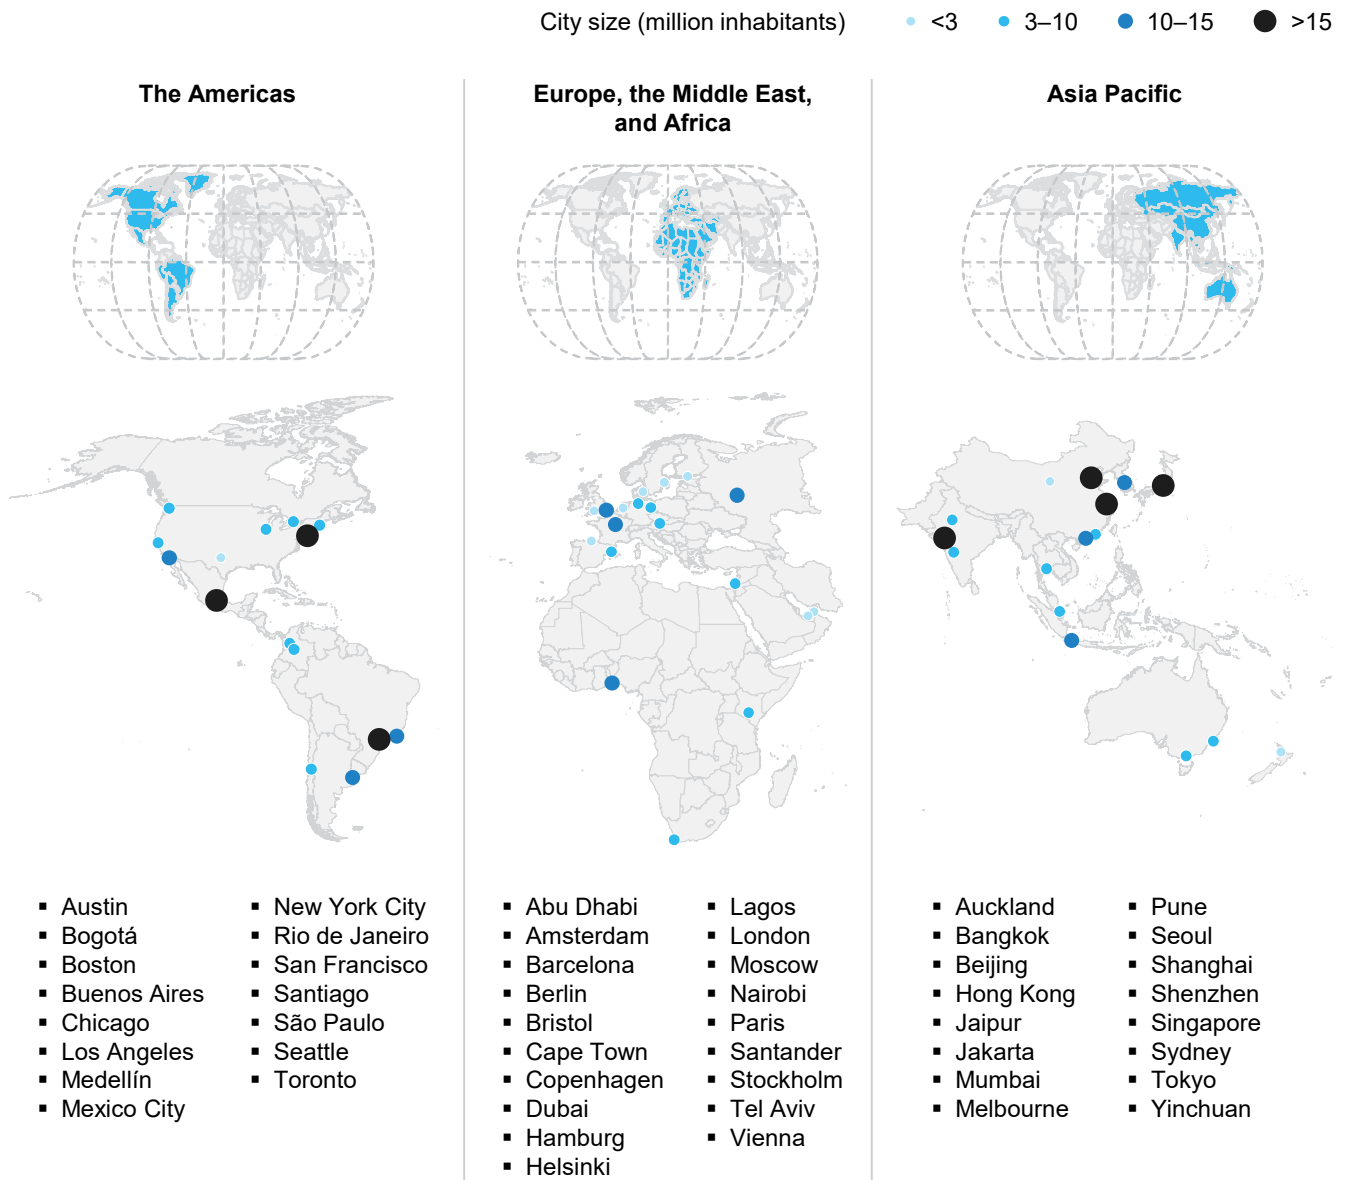 City size (million inhabitants) <3 3–10 10–15 >15
The Americas
Austin
Bogotá
Boston
Buenos Aires
Chicago
Los Angeles
Medellín
Mexico City
New York City
Rio de Janeiro
San Francisco
Santiago
São Paulo
Seattle
Toronto
Europe, the Middle East,
and Africa
Abu Dhabi
Amsterdam
Barcelona
Berlin
Bristol
Cape Town
Copenhagen
Dubai
Hamburg
Helsinki
Lagos
London
Moscow
Nairobi
Paris
Santander
Stockholm
Tel Aviv
Vienna
Asia Pacific
Auckland
Bangkok
Beijing
Hong Kong
Jaipur
Jakarta
Mumbai
Melbourne
Pune
Seoul
Shanghai
Shenzhen
Singapore
Sydney
Tokyo
Yinchuan